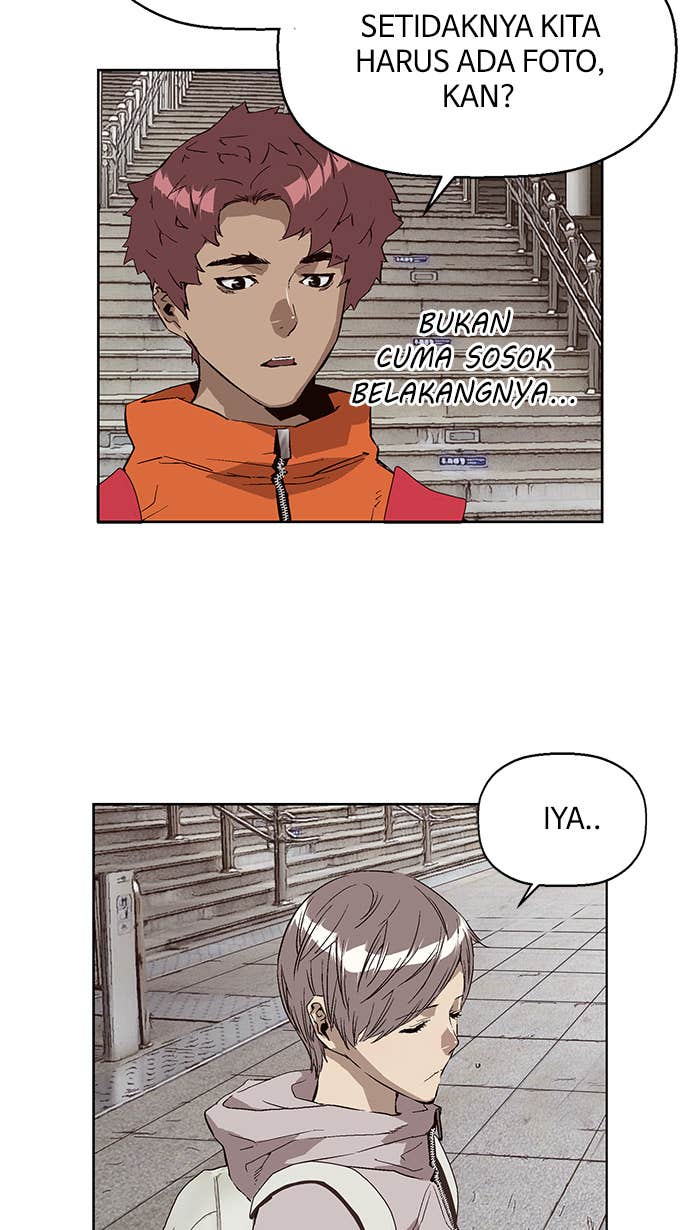 SETIDAKNYA KITA
HARUS ADA FOTO,
KAN?
BUKAN
CUMA SOSOK
BELAKANGNYA...
IYA..